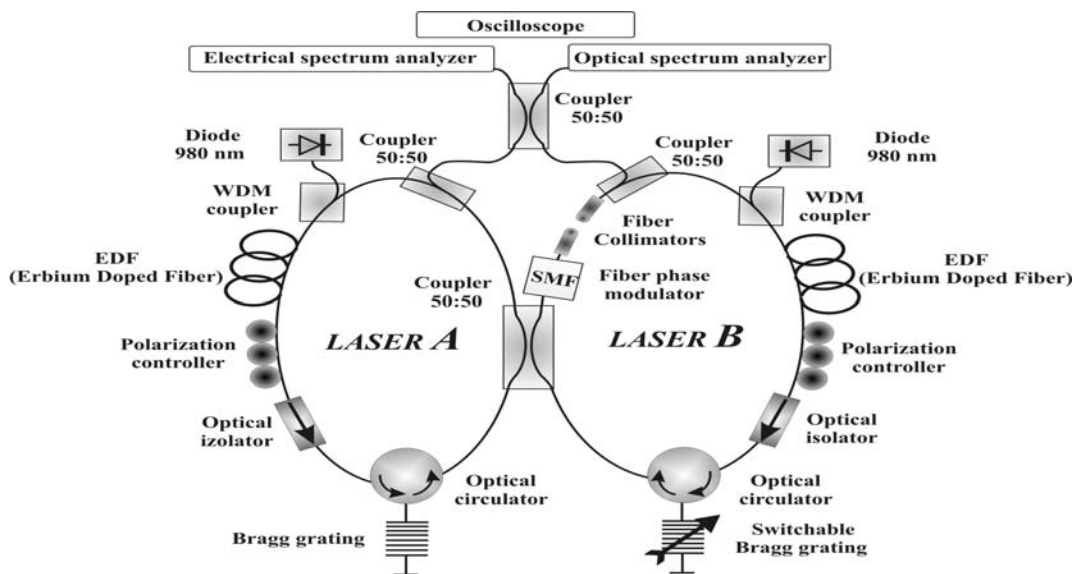 Oscilloscope
Electrical spectrum analyzer
Optical spectrum analyzer
Coupler
50:50
Diode
980 nm
Coupler
50:50
Coupler
50:50
Diode
980 nm
WDM
coupler
WDM
coupler
Fiber
Collimators
EDF
(Erbium Doped Fiber)
SMF
Fiber phase
modulator
EDF
(Erbium Doped Fiber)
Coupler
50:50
LASER A
LASER B
Polarization
controller
Polarization
controller
Optical
izolator
Optical
isolator
Optical
circulator
Optical
circulator
Bragg grating
Switchable
Bragg grating